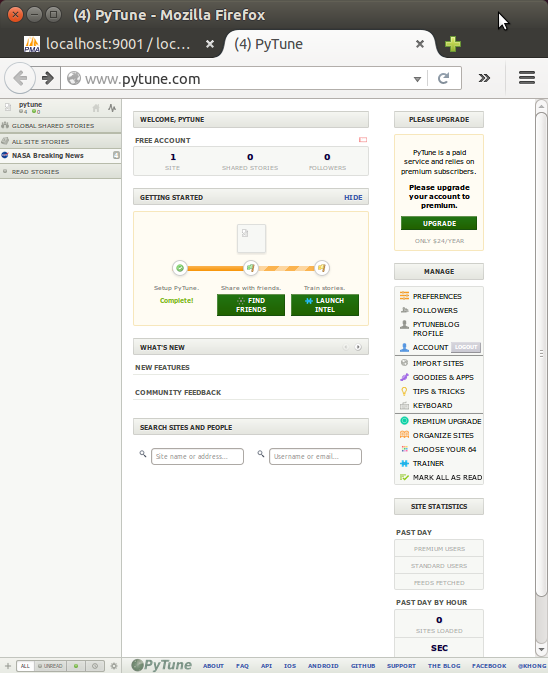 (4) PyTune - Mozilla Firefox
PMA
localhost:9001 / loc...
(4) PyTune
www.pytune.com
pytune
4 0
GLOBAL SHARED STORIES
ALL SITE STORIES
NASA Breaking News 4
READ STORIES
WELCOME, PYTUNE
FREE ACCOUNT
1 0 0
SITE SHARED STORIES FOLLOWERS
GETTING STARTED HIDE
Setup PyTune. Share with friends. Train stories.
Complete!
FIND FRIENDS
LAUNCH INTEL
WHAT'S NEW
NEW FEATURES
COMMUNITY FEEDBACK
SEARCH SITES AND PEOPLE
Site name or address... Username or email...
PLEASE UPGRADE
PyTune is a paid
service and relies on
premium subscribers.
Please upgrade
your account to
premium.
UPGRADE
ONLY $24/YEAR
MANAGE
PREFERENCES
FOLLOWERS
PYTUNEBLOG
PROFILE
ACCOUNT LOGOUT
IMPORT SITES
GOODIES & APPS
TIPS & TRICKS
KEYBOARD
PREMIUM UPGRADE
ORGANIZE SITES
CHOOSE YOUR 64
TRAINER
MARK ALL AS READ
SITE STATISTICS
PAST DAY
PREMIUM USERS
STANDARD USERS
FEEDS FETCHED
PAST DAY BY HOUR
0
SITES LOADED
SEC
ALL UNREAD
PyTune ABOUT FAQ API IOS ANDROID GITHUB SUPPORT THE BLOG FACEBOOK @KHONG